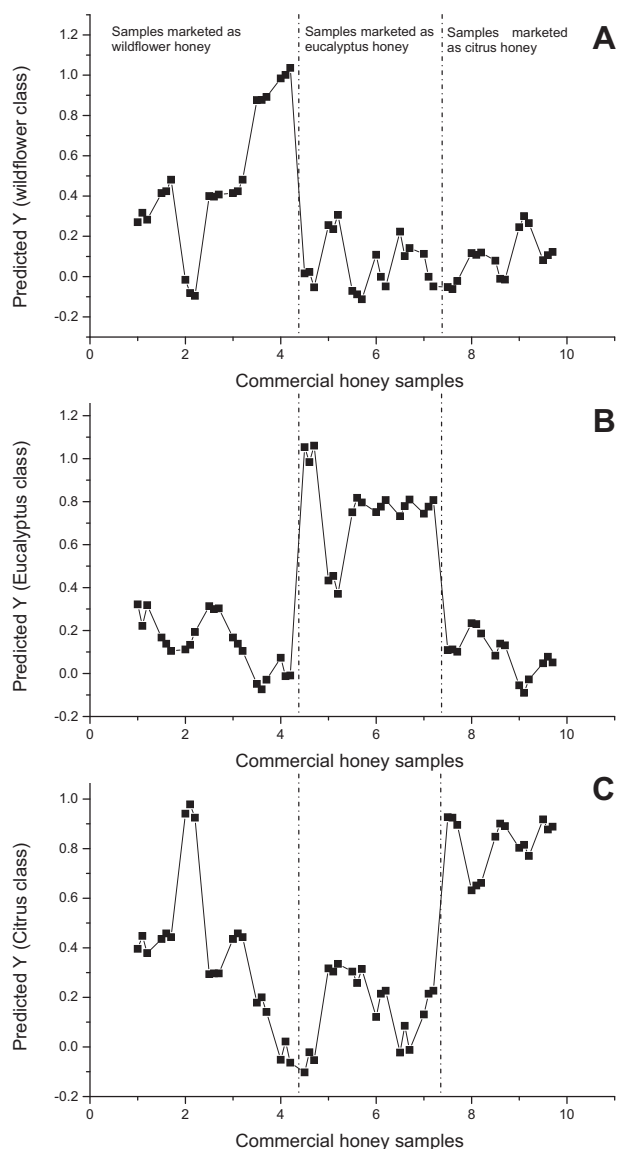 Samples marketed as
wildflower honey
Samples marketed as
eucalyptus honey
Samples marketed
as citrus honey
A
1.2
1.0
0.8
0.6
0.4
0.2
0.0
-0.2
Predicted Y (wildflower class)
0 2 4 6 8 10
Commercial honey samples
B
1.2
1.0
0.8
0.6
0.4
0.2
0.0
-0.2
Predicted Y (Eucalyptus class)
0 2 4 6 8 10
Commercial honey samples
C
1.0
0.8
0.6
0.4
0.2
0.0
-0.2
Predicted Y (Citrus class)
0 2 4 6 8 10
Commercial honey samples